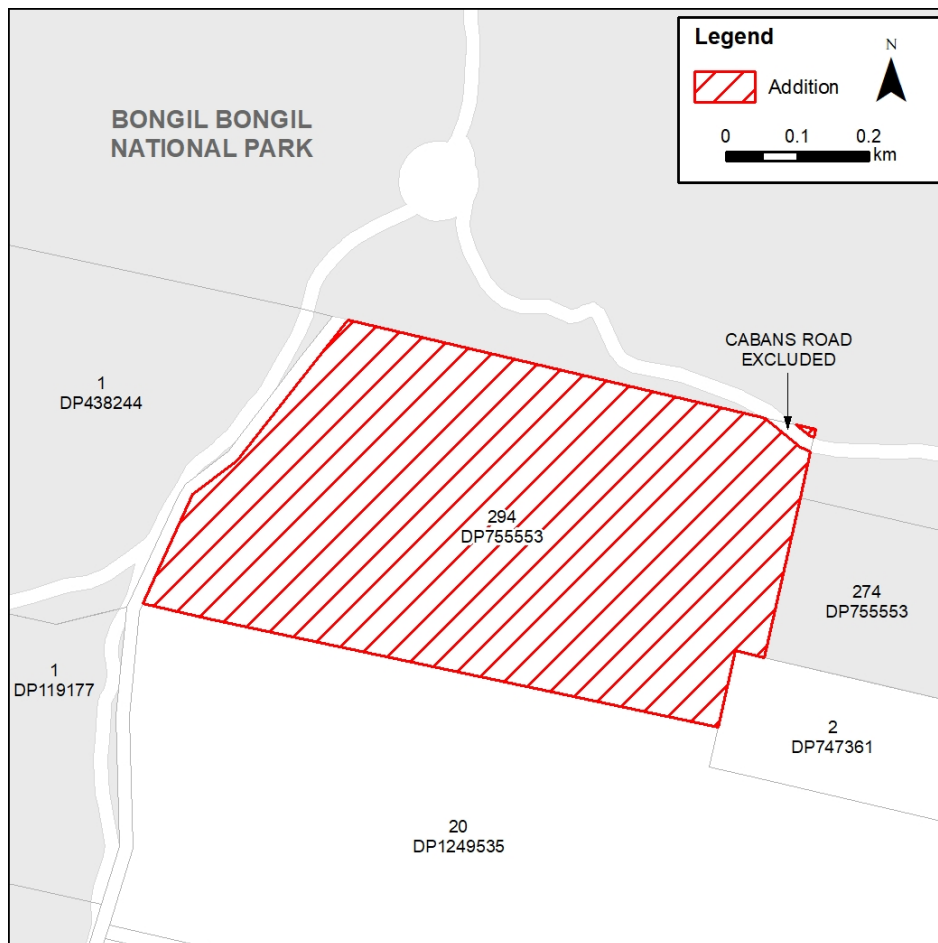 Legend
N
Addition
0 0.1 0.2
km
BONGIL BONGIL
NATIONAL PARK
CABANS ROAD
EXCLUDED
1
DP438244
294
DP755553
274
DP755553
1
DP119177
2
DP747361
20
DP1249535